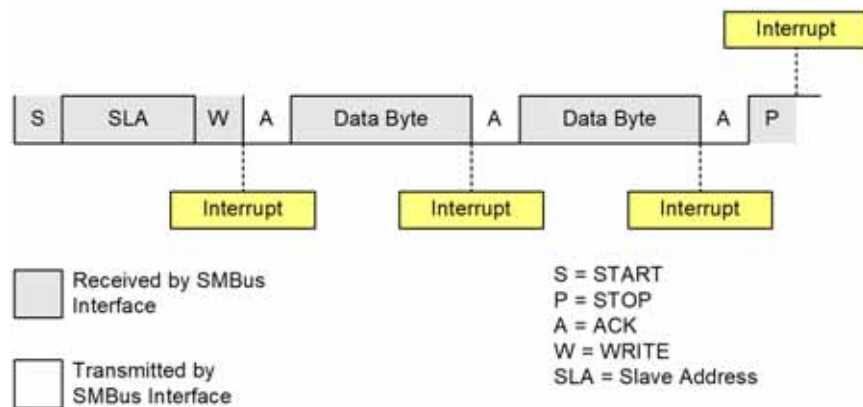 Interrupt
S SLA W A Data Byte A Data Byte A P
Interrupt Interrupt Interrupt
Received by SMBus
Interface
Transmitted by
SMBus Interface
S = START
P = STOP
A = ACK
W = WRITE
SLA = Slave Address